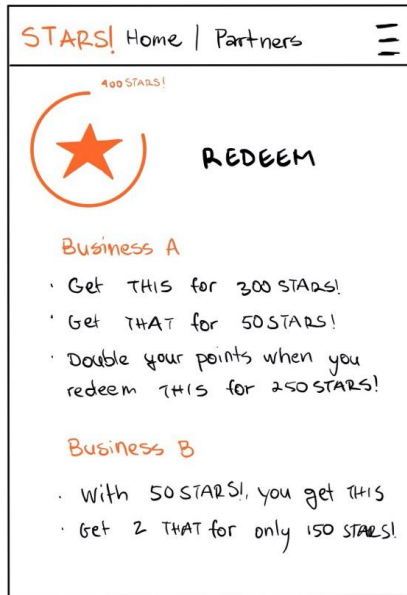 STARS! Home | Partners
400 STARS!
REDEEM
Business A
· Get THIS for 300 STARS!
· Get THAT for 50 STARS!
· Double your points when you
redeem THIS for 250 STARS!
Business B
· With 50 STARS!, you get THIS
· Get 2 THAT for only 150 STARS!